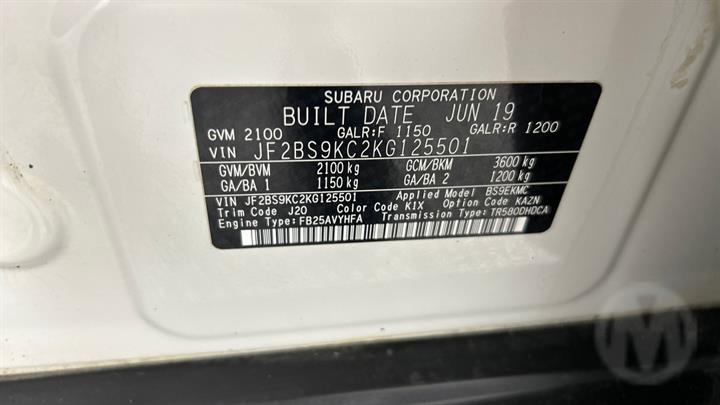 SUBARU CORPORATION
BUILT DATE JUN 19
GVM 2100 GALR:F 1150 GALR:R 1200
VIN JF2BS9KC2KG125501
GVM/BVM 2100 kg GCM/BKM 3600 kg
GA/BA 1 1150 kg GA/BA 2 1200 kg
VIN JF2BS9KC2KG125501 Applied Model BS9EKMC
Trim Code J20 Color Code K1X Option Code KAZN
Engine Type:FB25AVYHFA Transmission Type:TR580DHDCA
M